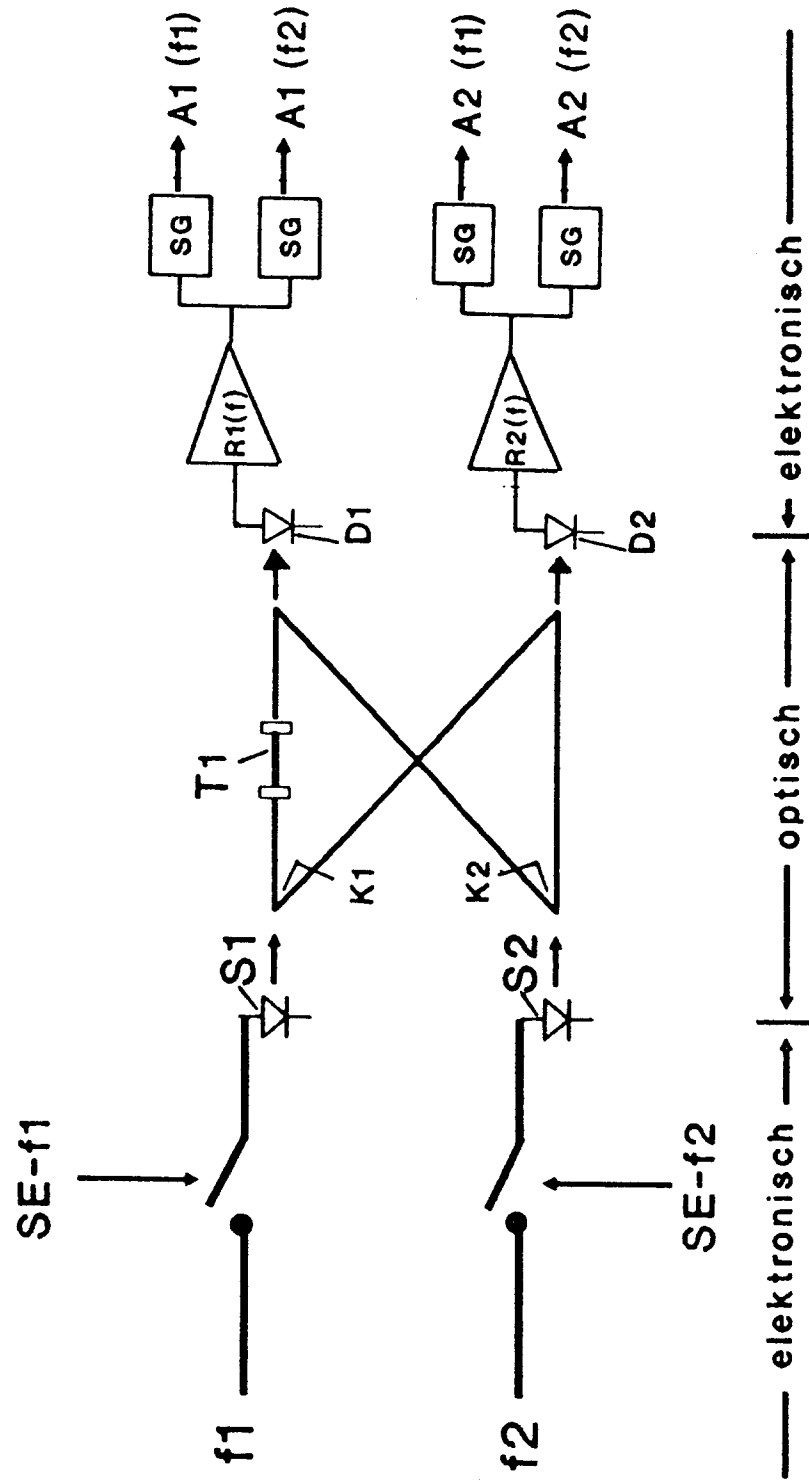 SE-f1
f1
S1
K1
T1
D1
R1(f)
SG
A1 (f1)
SG
A1 (f2)
f2
SE-f2
S2
K2
D2
R2(f)
SG
A2 (f1)
SG
A2 (f2)
elektronisch
optisch
elektronisch